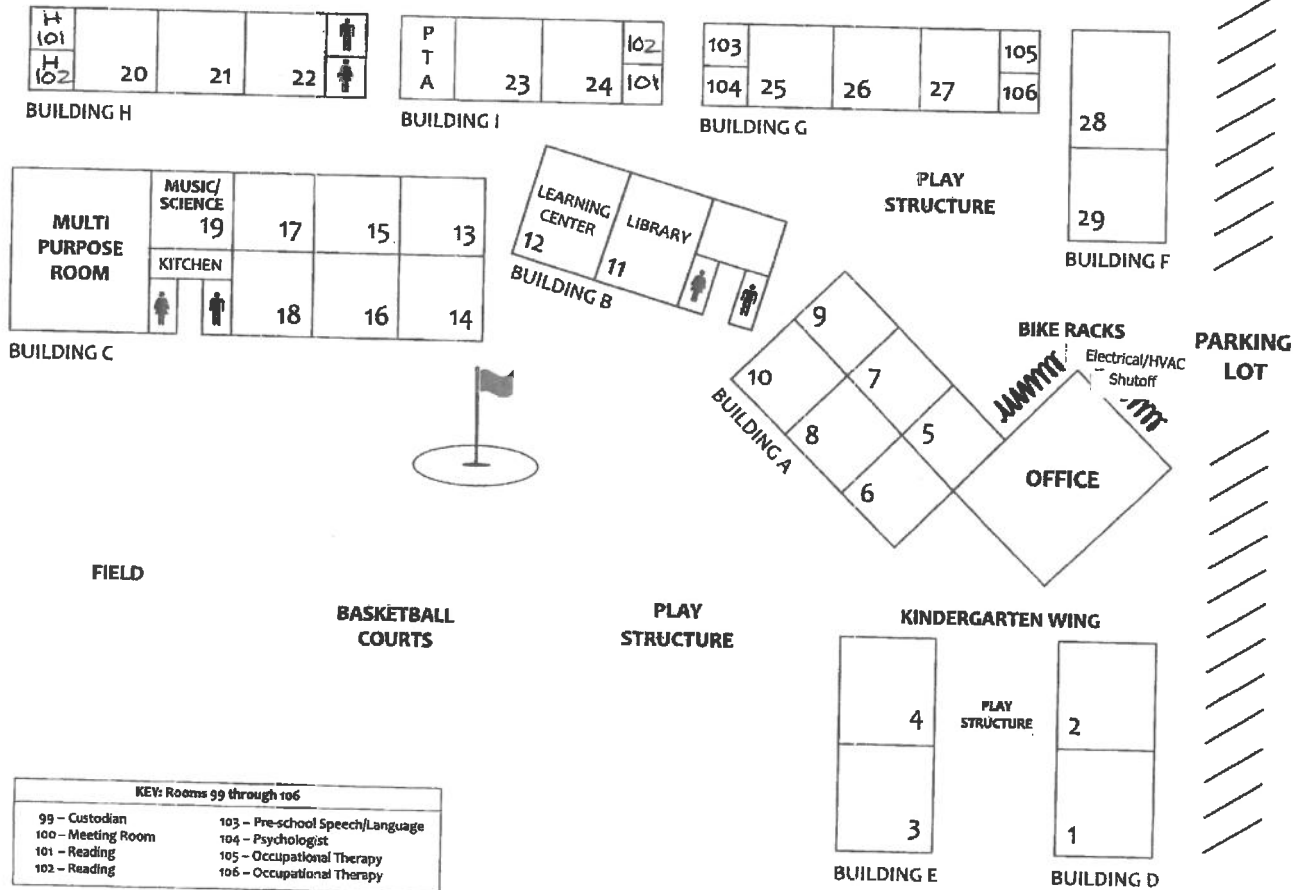 H
101
H
102
20
21
22
BUILDING H
P
T
A
23
24
102
101
BUILDING I
103
104
25
26
27
105
106
BUILDING G
28
29
BUILDING F
PLAY
STRUCTURE
MULTI
PURPOSE
ROOM
MUSIC/
SCIENCE
19
KITCHEN
17
15
13
18
16
14
BUILDING C
LEARNING
CENTER
12
LIBRARY
11
BUILDING B
9
10
7
8
5
6
BUILDING A
BIKE RACKS
Electrical/HVAC
Shutoff
PARKING
LOT
OFFICE
FIELD
BASKETBALL
COURTS
PLAY
STRUCTURE
KINDERGARTEN WING
4
3
BUILDING E
PLAY
STRUCTURE
2
1
BUILDING D
KEY: Rooms 99 through 106
99 – Custodian
100 – Meeting Room
101 – Reading
102 – Reading
103 – Pre-school Speech/Language
104 – Psychologist
105 – Occupational Therapy
106 – Occupational Therapy